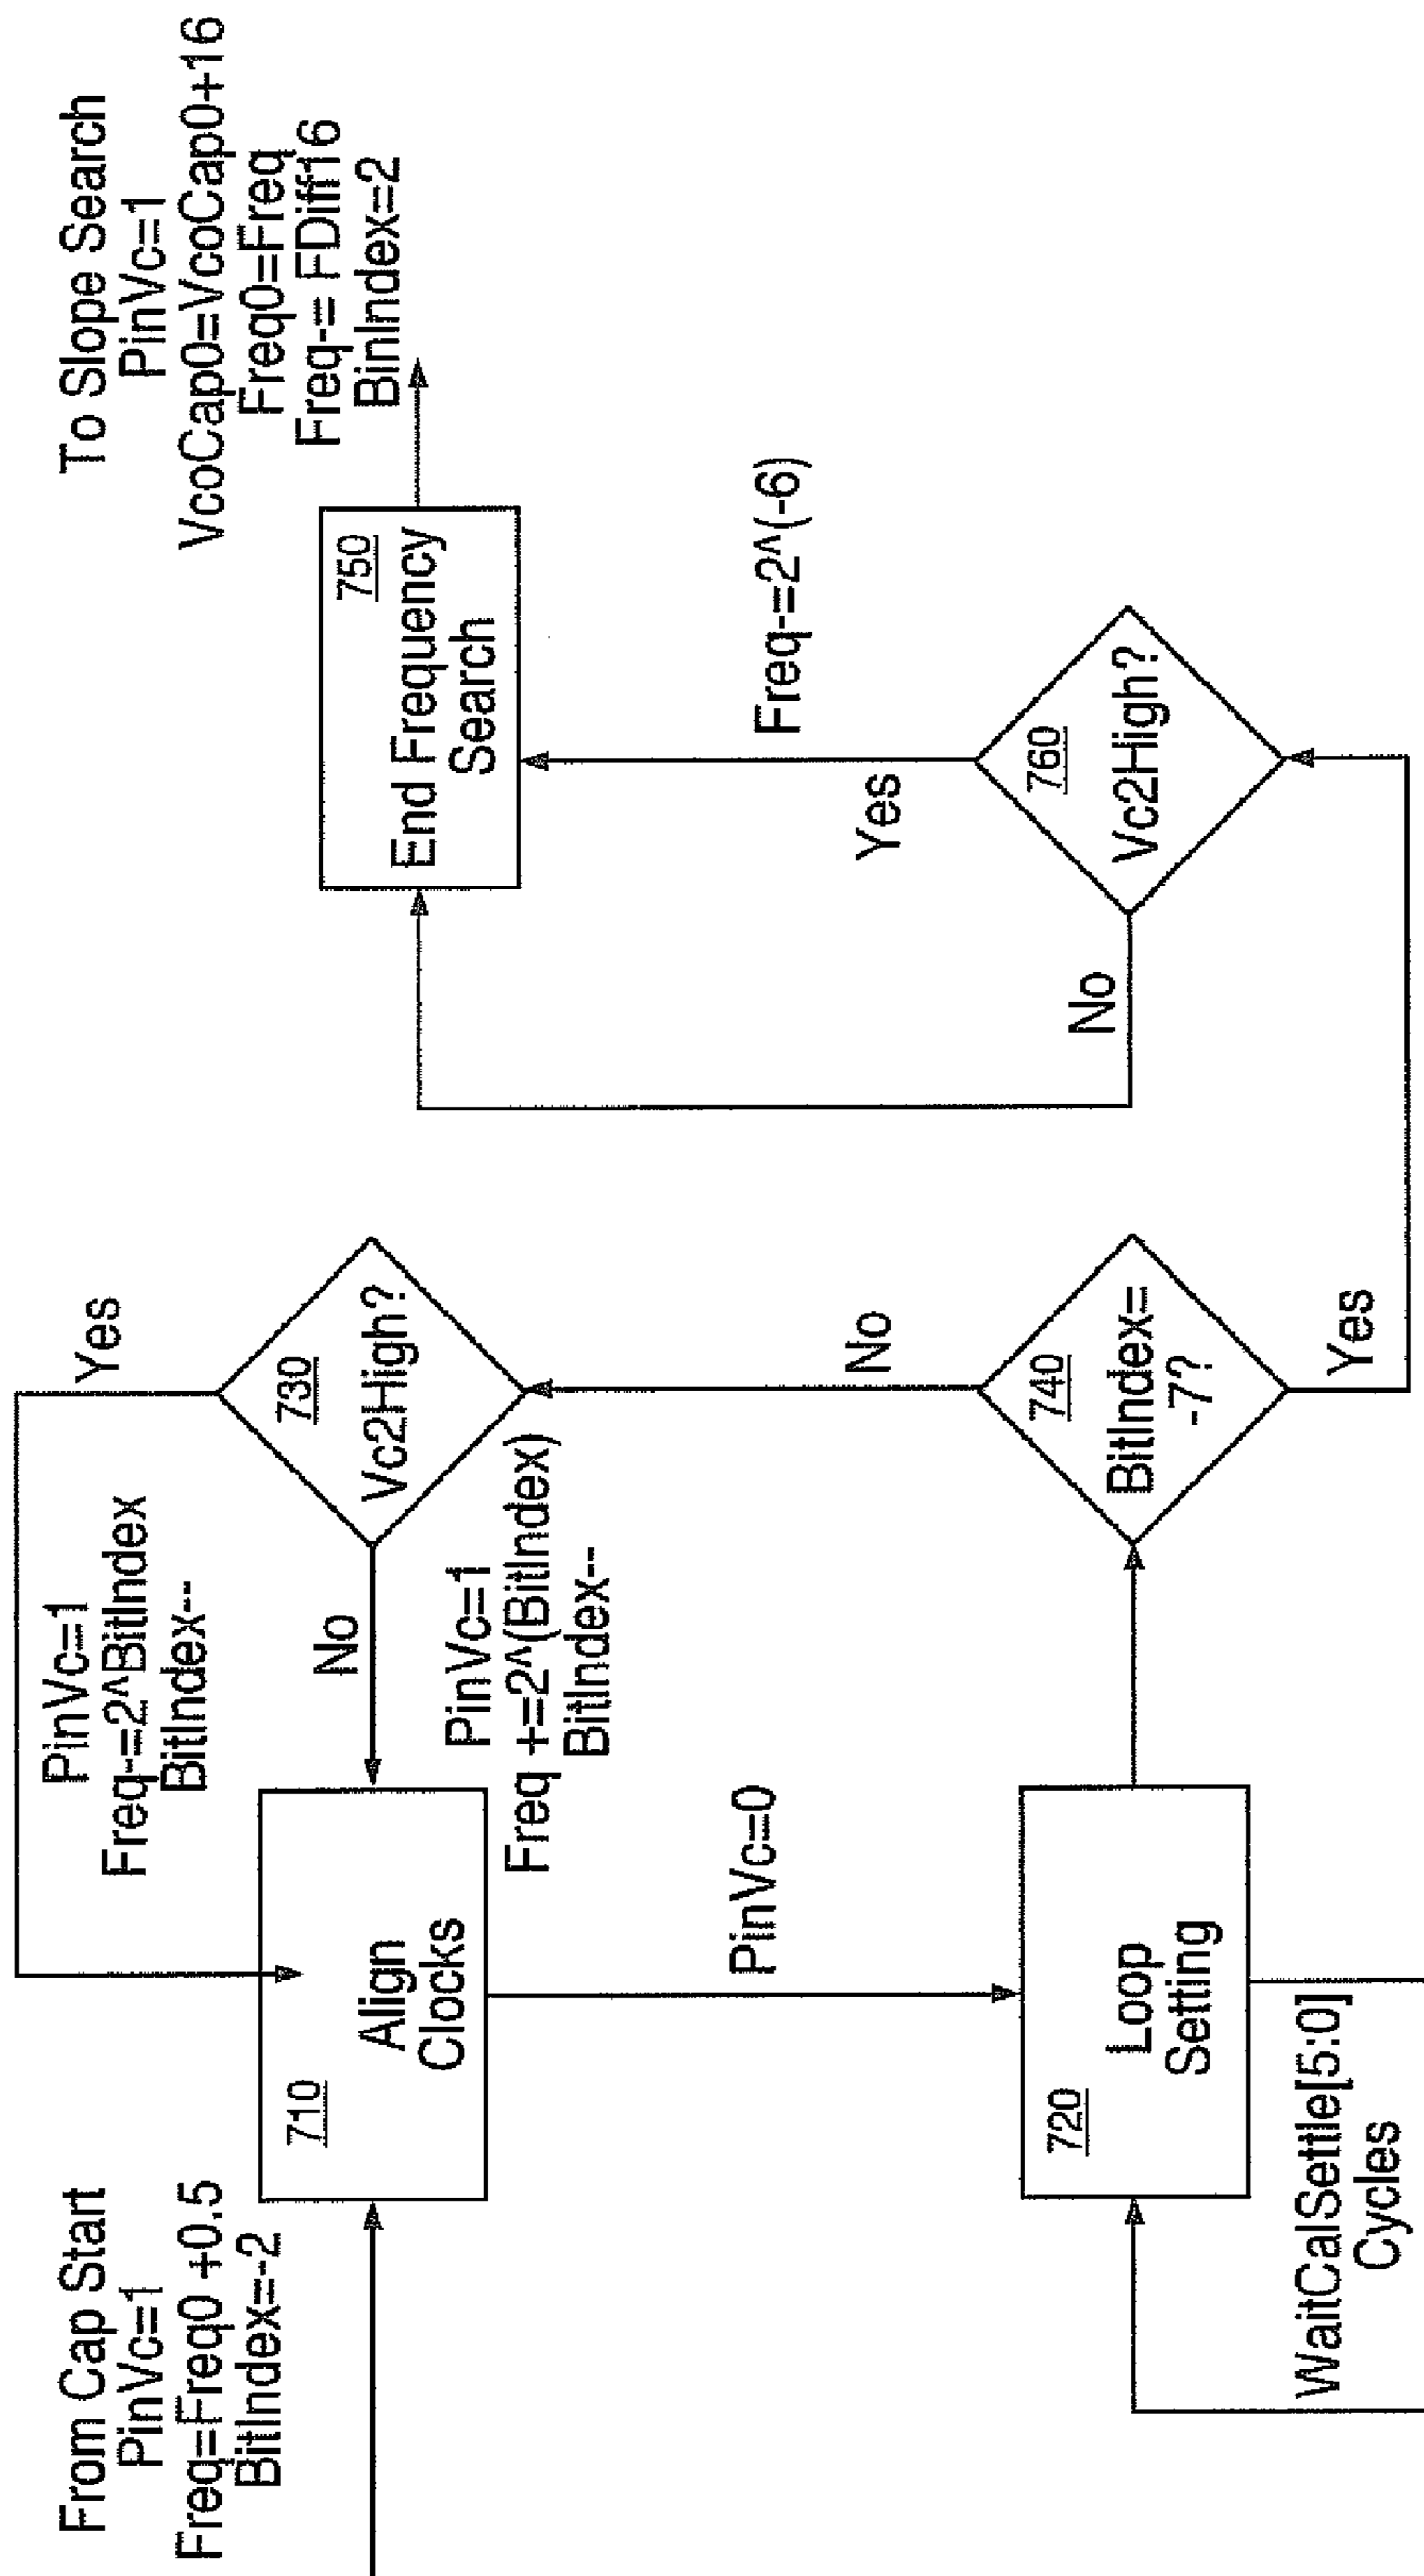 From Cap Start
PinVc=1
Freq=Freq0 +0.5
BitIndex=-2
710
Align
Clocks
PinVc=1
Freq-=2^BitIndex
BitIndex--
Yes
730
Vc2High?
No
PinVc=1
Freq +=2^(BitIndex)
BitIndex--
PinVc=0
720
Loop
Setting
WaitCalSettle[5:0]
Cycles
740
BitIndex=
-7?
No
Yes
760
Vc2High?
No
Yes
Freq-=2^(-6)
750
End Frequency
Search
To Slope Search
PinVc=1
VcoCap0=VcoCap0+16
Freq0=Freq
Freq-= FDiff16
BinIndex=2